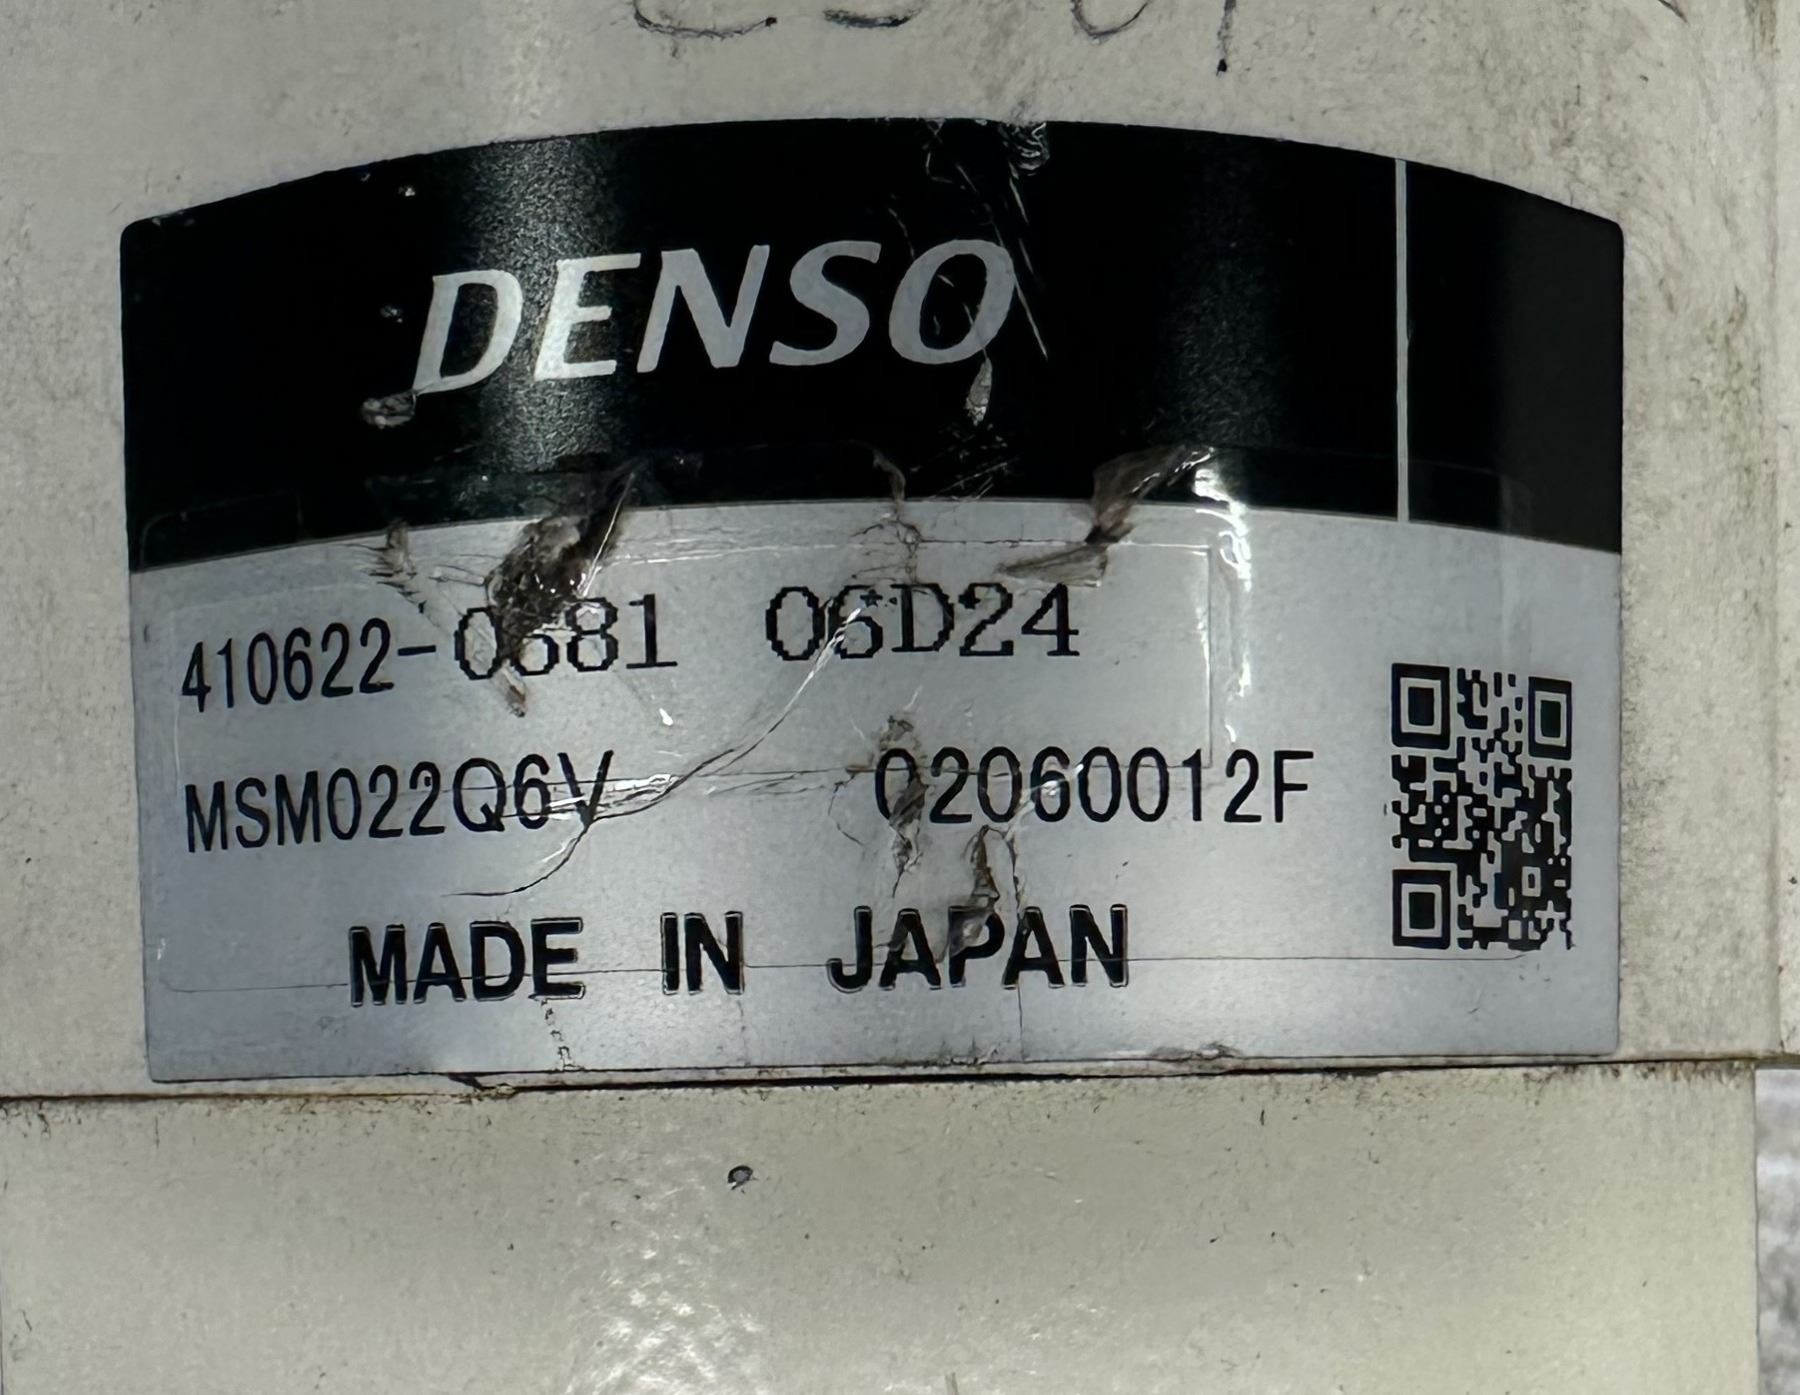 DENSO
410622-0681 06D24
MSM022Q6V 02060012F
MADE IN JAPAN